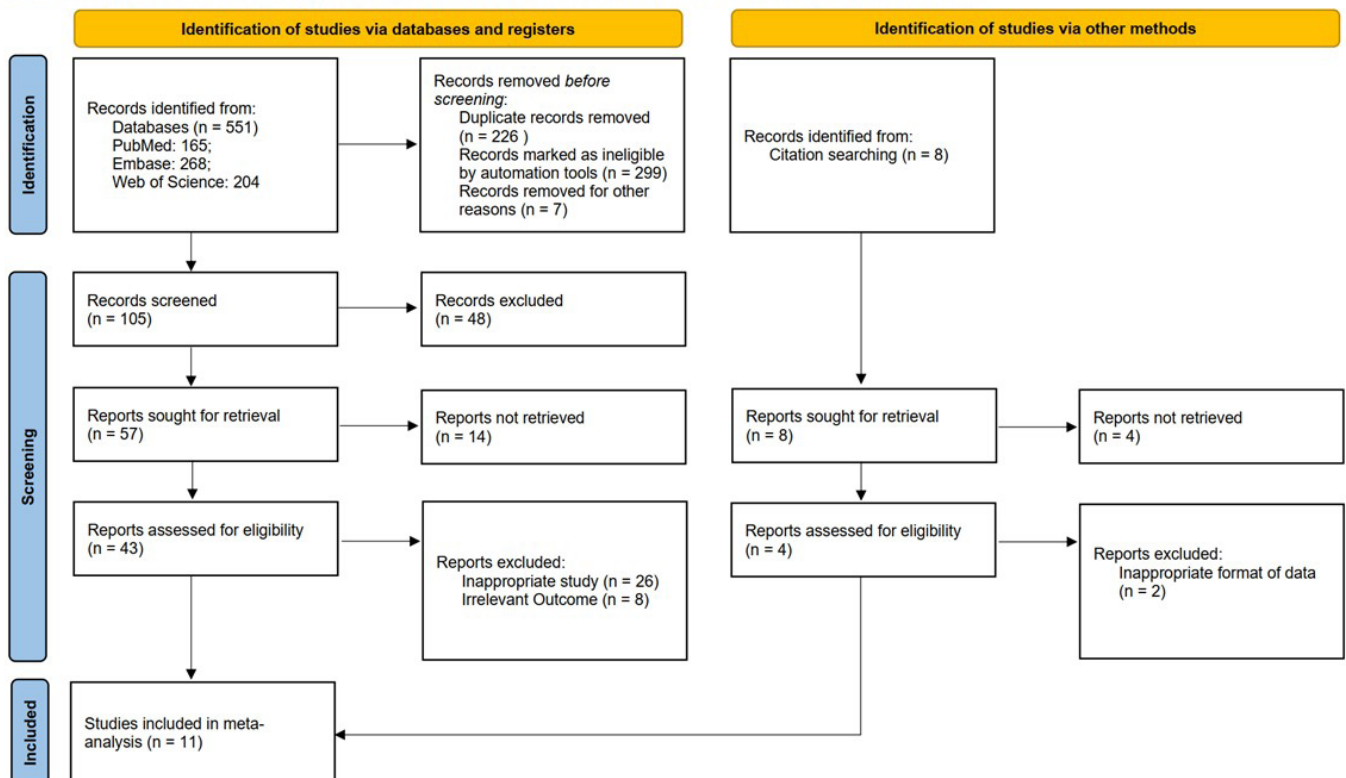 Identification of studies via databases and registers
Identification of studies via other methods
Identification
Records identified from:
Databases (n = 551)
PubMed: 165;
Embase: 268;
Web of Science: 204
Records removed before
screening:
Duplicate records removed
(n = 226 )
Records marked as ineligible
by automation tools (n = 299)
Records removed for other
reasons (n = 7)
Records identified from:
Citation searching (n = 8)
Screening
Records screened
(n = 105)
Records excluded
(n = 48)
Reports sought for retrieval
(n = 57)
Reports not retrieved
(n = 14)
Reports sought for retrieval
(n = 8)
Reports not retrieved
(n = 4)
Reports assessed for eligibility
(n = 43)
Reports excluded:
Inappropriate study (n = 26)
Irrelevant Outcome (n = 8)
Reports assessed for eligibility
(n = 4)
Reports excluded:
Inappropriate format of data
(n = 2)
Included
Studies included in meta-
analysis (n = 11)